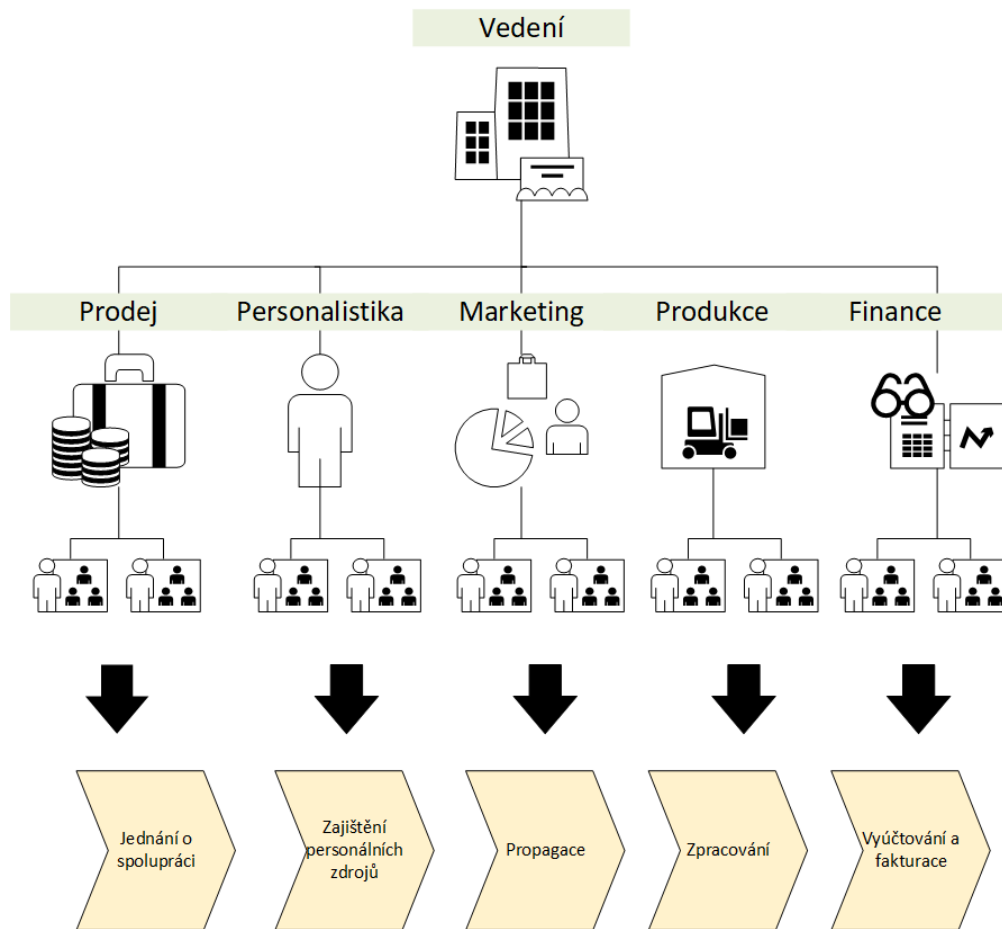 Vedení
Prodej
Personalistika
Marketing
Produkce
Finance
Jednání o
spolupráci
Zajištění
personálních
zdrojů
Propagace
Zpracování
Vyúčtování a
fakturace